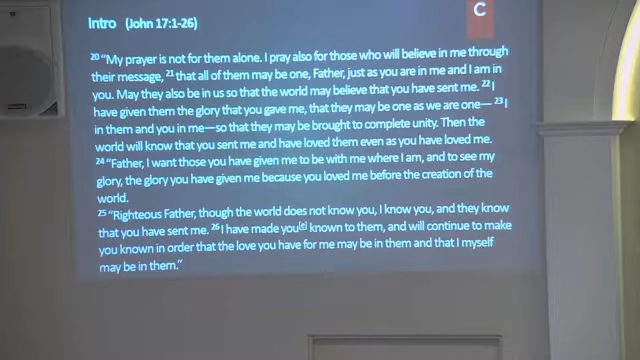 C
Intro (John 17:1-26)
20 “My prayer is not for them alone. I pray also for those who will believe in me through
their message, 21 that all of them may be one, Father, just as you are in me and I am in
you. May they also be in us so that the world may believe that you have sent me. 22 I
have given them the glory that you gave me, that they may be one as we are one— 23 I
in them and you in me—so that they may be brought to complete unity. Then the
world will know that you sent me and have loved them even as you have loved me.
24 “Father, I want those you have given me to be with me where I am, and to see my
glory, the glory you have given me because you loved me before the creation of the
world.
25 “Righteous Father, though the world does not know you, I know you, and they know
that you have sent me. 26 I have made you[e] known to them, and will continue to make
you known in order that the love you have for me may be in them and that I myself
may be in them.”